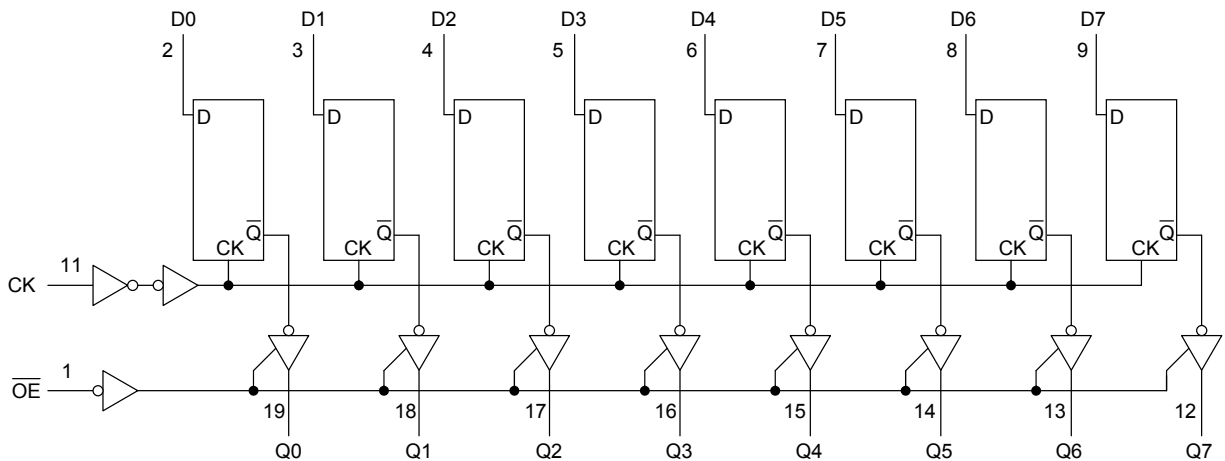 D0 D1 D2 D3 D4 D5 D6 D7
2 3 4 5 6 7 8 9
D D D D D D D D
Q̅ Q̅ Q̅ Q̅ Q̅ Q̅ Q̅ Q̅
CK CK CK CK CK CK CK CK
CK 11
O̅E̅ 1
19 18 17 16 15 14 13 12
Q0 Q1 Q2 Q3 Q4 Q5 Q6 Q7